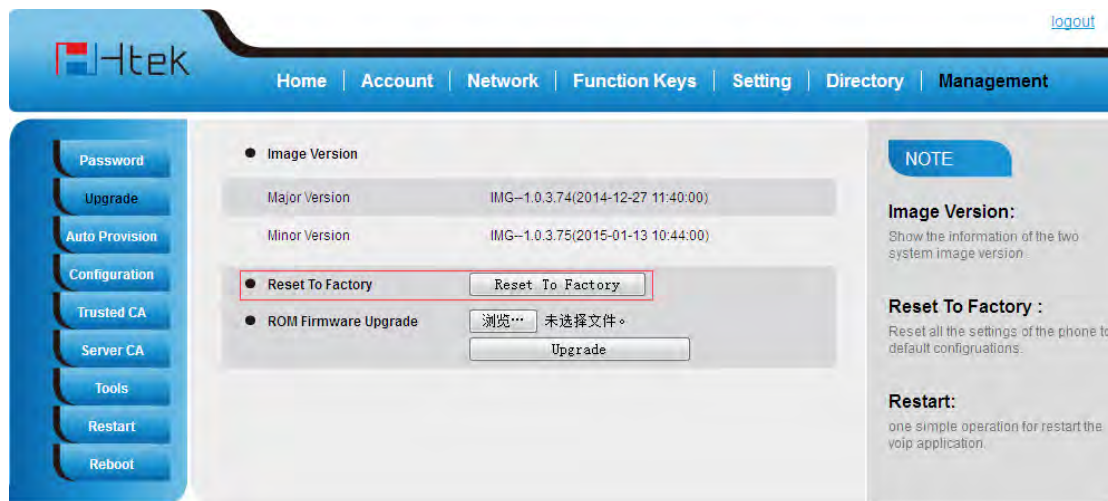 logout
Htek
Home | Account | Network | Function Keys | Setting | Directory | Management
Password
Upgrade
Auto Provision
Configuration
Trusted CA
Server CA
Tools
Restart
Reboot
Image Version
Major Version IMG--1.0.3.74(2014-12-27 11:40:00)
Minor Version IMG--1.0.3.75(2015-01-13 10:44:00)
Reset To Factory Reset To Factory
ROM Firmware Upgrade 浏览… 未选择文件。
Upgrade
NOTE
Image Version:
Show the information of the two
system image version
Reset To Factory :
Reset all the settings of the phone to
default configruations.
Restart:
one simple operation for restart the
voip application.